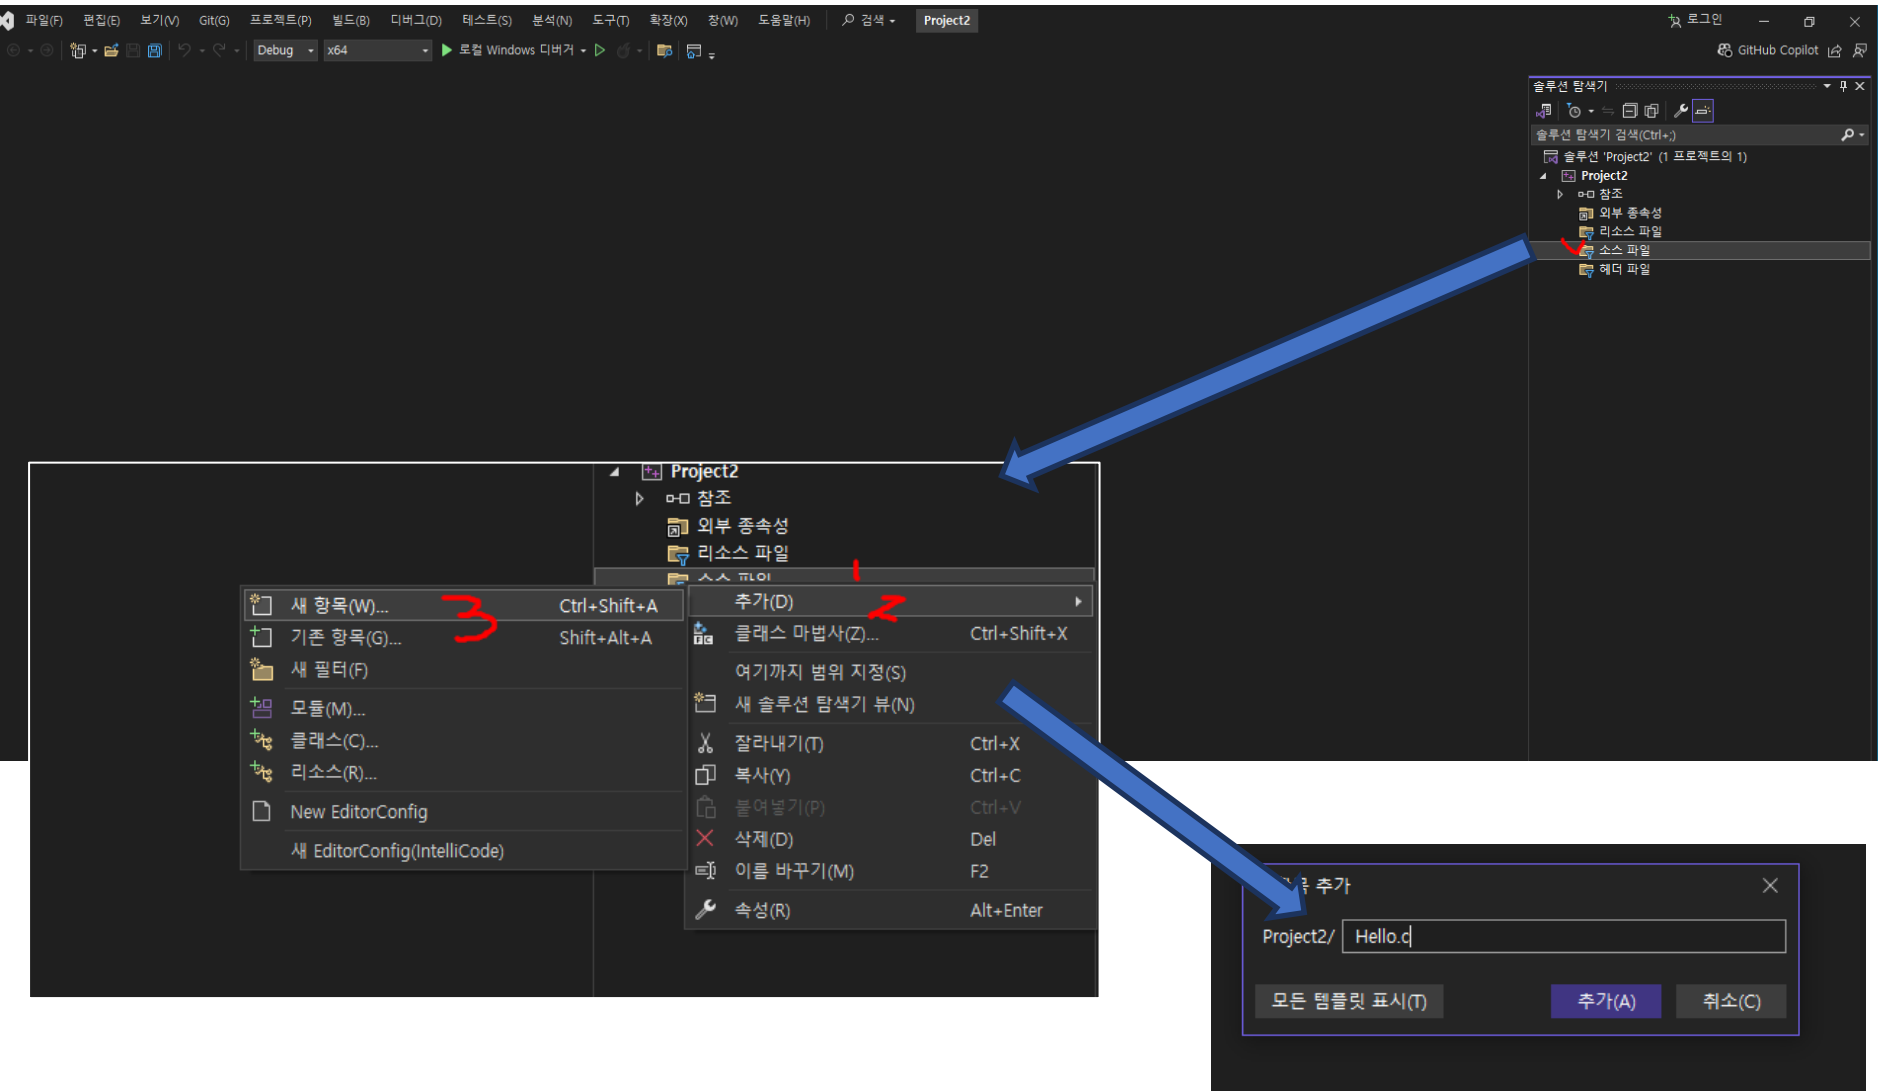 파일(F) 편집(E) 보기(V) Git(G) 프로젝트(P) 빌드(B) 디버그(D) 테스트(S) 분석(N) 도구(T) 확장(X) 창(W) 도움말(H) 검색 Project2 로그인
Debug x64 로컬 Windows 디버거 GitHub Copilot
솔루션 탐색기
솔루션 탐색기 검색(Ctrl+;)
솔루션 'Project2' (1 프로젝트의 1)
Project2
참조
외부 종속성
리소스 파일
소스 파일
헤더 파일
Project2
참조
외부 종속성
리소스 파일
소스 파일 1
새 항목(W)... 3 Ctrl+Shift+A
기존 항목(G)... Shift+Alt+A
새 필터(F)
모듈(M)...
클래스(C)...
리소스(R)...
New EditorConfig
새 EditorConfig(IntelliCode)
추가(D) 2
클래스 마법사(Z)... Ctrl+Shift+X
여기까지 범위 지정(S)
새 솔루션 탐색기 뷰(N)
잘라내기(T) Ctrl+X
복사(Y) Ctrl+C
붙여넣기(P) Ctrl+V
삭제(D) Del
이름 바꾸기(M) F2
속성(R) Alt+Enter
추가
Project2/ Hello.c
모든 템플릿 표시(T) 추가(A) 취소(C)